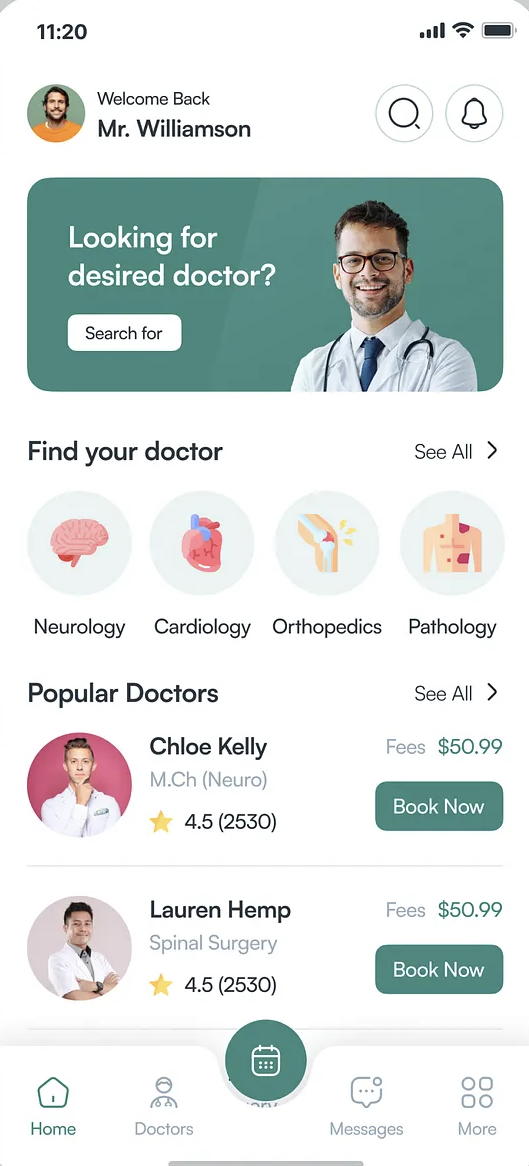 11:20
Welcome Back
Mr. Williamson
Looking for
desired doctor?
Search for
Find your doctor
See All
Neurology
Cardiology
Orthopedics
Pathology
Popular Doctors
See All
Chloe Kelly
Fees $50.99
M.Ch (Neuro)
Book Now
4.5 (2530)
Lauren Hemp
Fees $50.99
Spinal Surgery
Book Now
4.5 (2530)
Home
Doctors
Messages
More